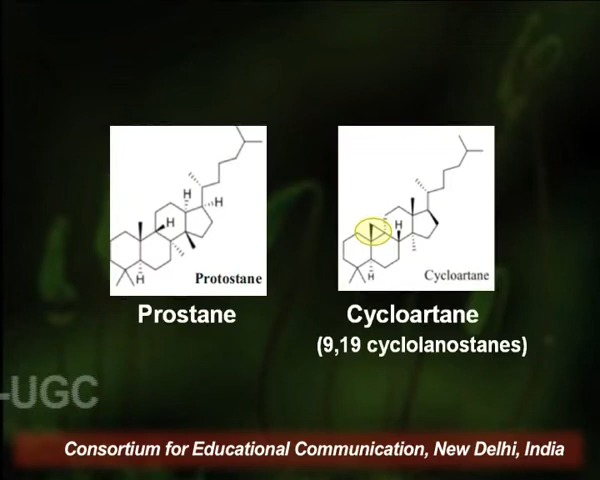 H
H
H
H
Protostane
H
H
Cycloartane
Prostane
Cycloartane
(9,19 cyclolanostanes)
-UGC
Consortium for Educational Communication, New Delhi, India